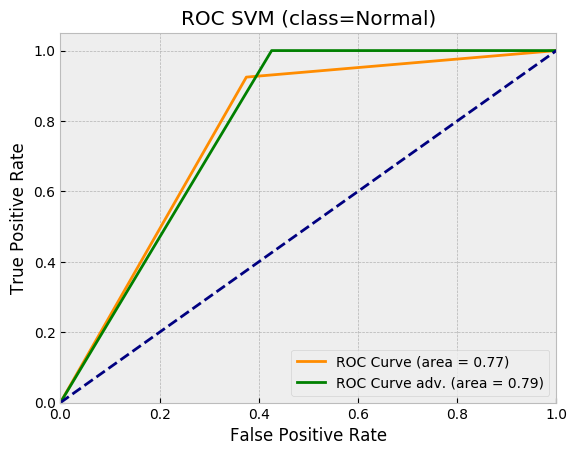 ROC SVM (class=Normal)
1.0
0.8
0.6
0.4
0.2
0.0
True Positive Rate
0.0 0.2 0.4 0.6 0.8 1.0
False Positive Rate
ROC Curve (area = 0.77)
ROC Curve adv. (area = 0.79)